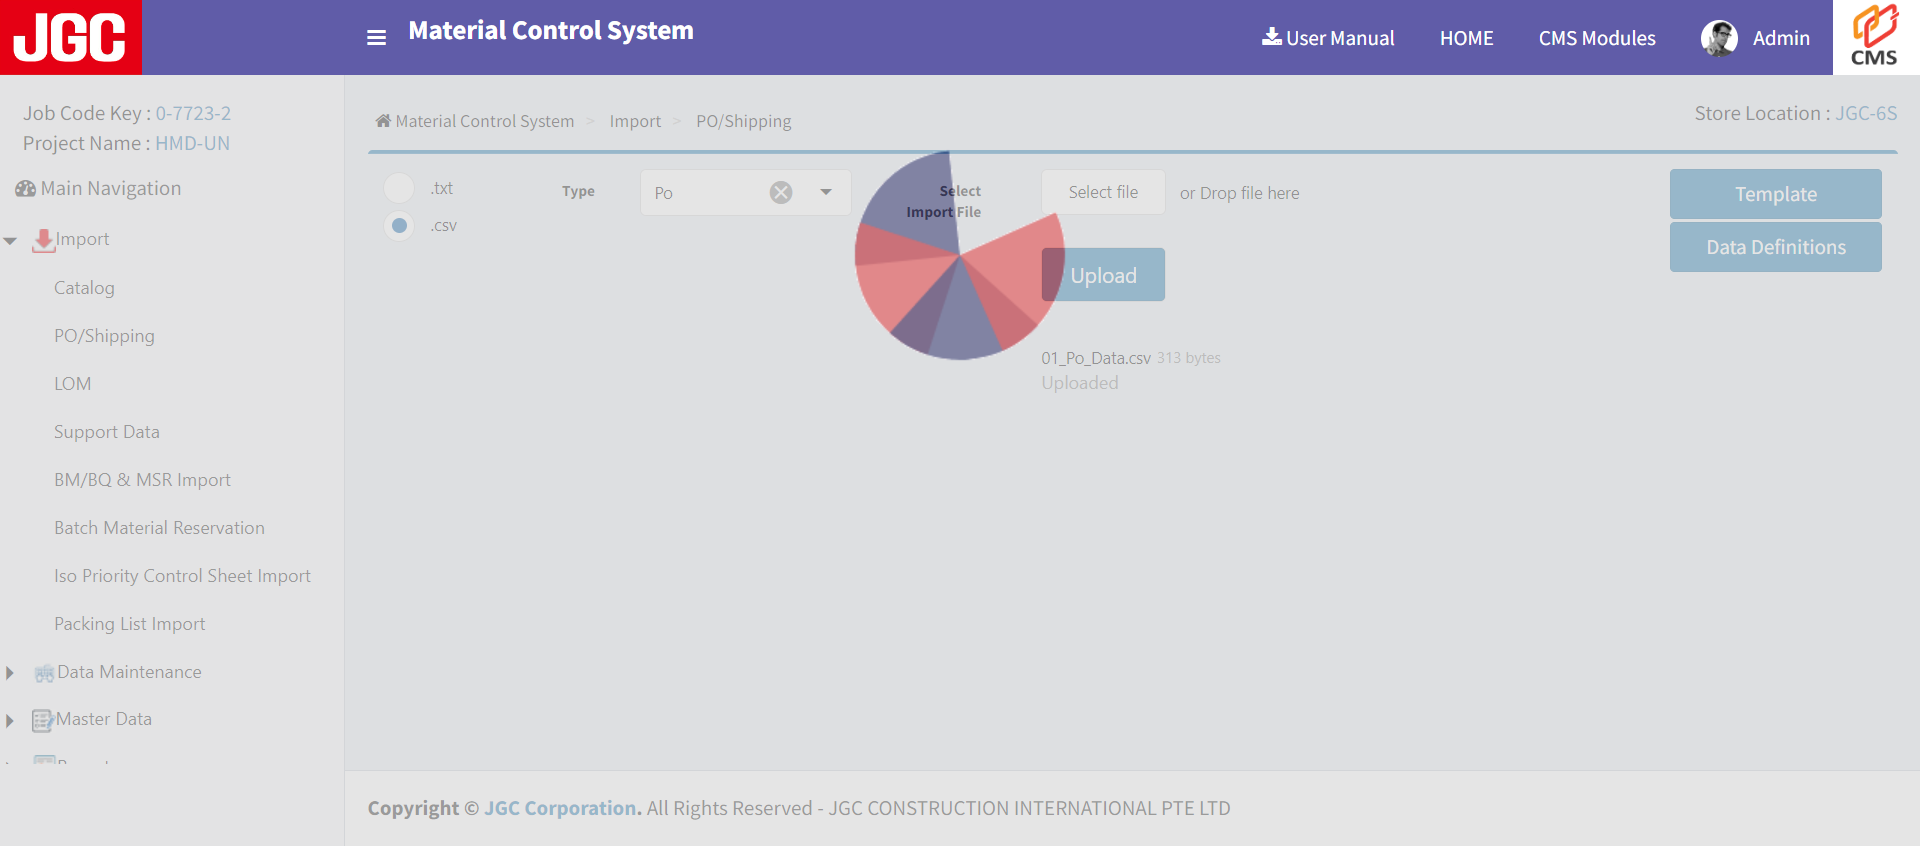 JGC
Material Control System
User Manual
HOME
CMS Modules
Admin
CMS
Job Code Key : 0-7723-2
Project Name : HMD-UN
Main Navigation
Import
Catalog
PO/Shipping
LOM
Support Data
BM/BQ & MSR Import
Batch Material Reservation
Iso Priority Control Sheet Import
Packing List Import
Data Maintenance
Master Data
Material Control System > Import > PO/Shipping
Store Location : JGC-6S
.txt
.csv
Type
Po
Select
Import File
Select file
or Drop file here
Upload
01_Po_Data.csv 313 bytes
Uploaded
Template
Data Definitions
Copyright © JGC Corporation. All Rights Reserved - JGC CONSTRUCTION INTERNATIONAL PTE LTD